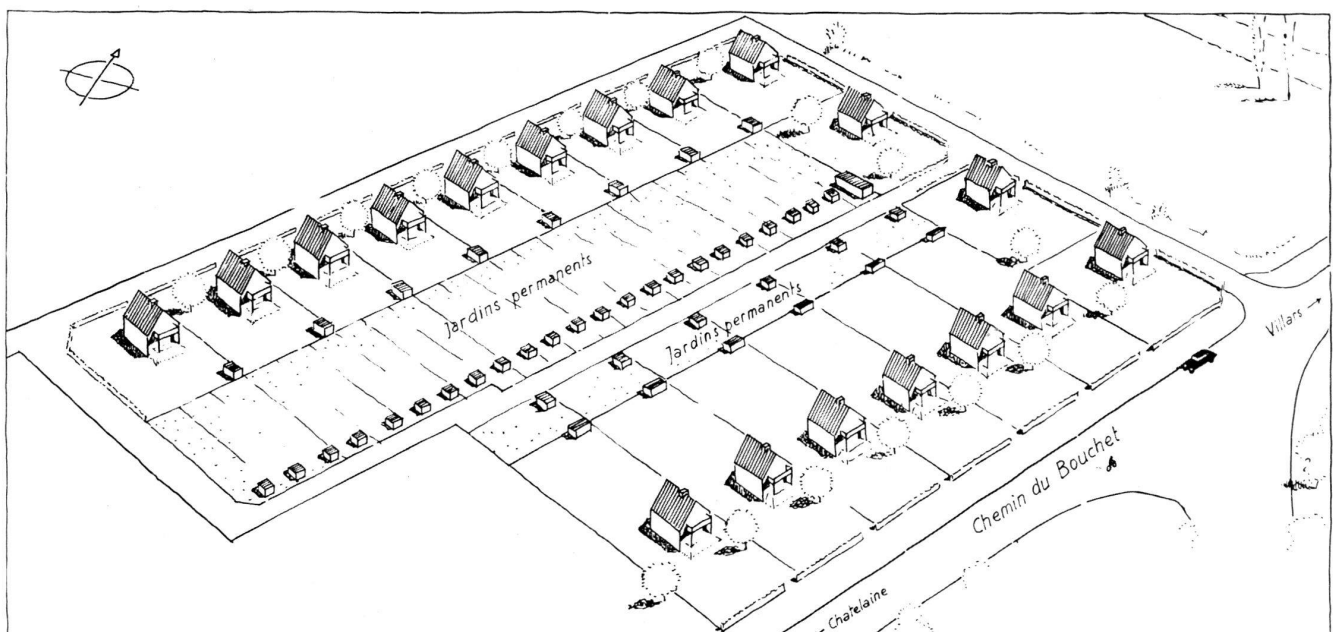 Jardins permanents
Jardins permanents
Villars
Chemin du Bouchet
Chatelaine